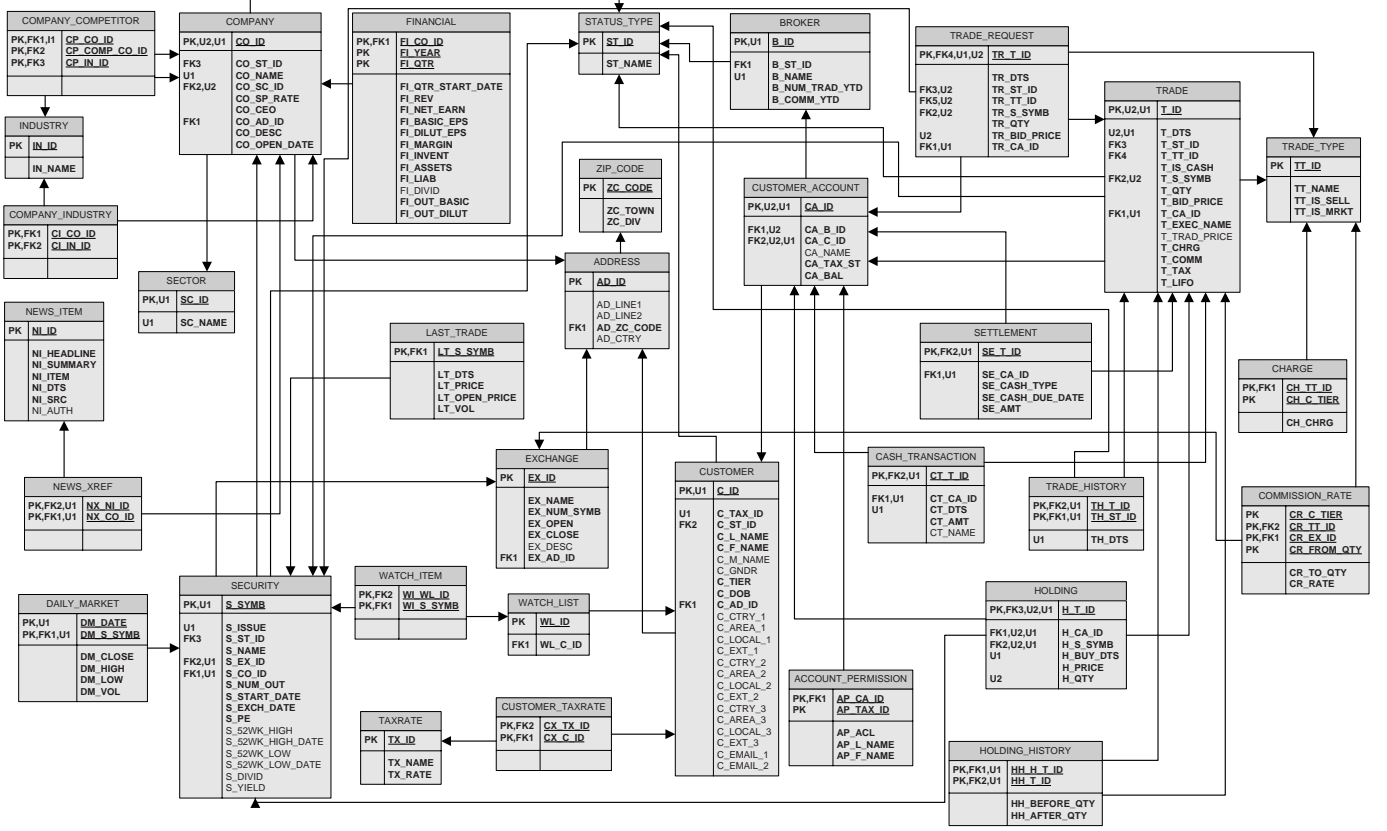 COMPANY_COMPETITOR
PK,FK1,I1 CP_CO_ID
PK,FK2 CP_COMP_CO_ID
PK,FK3 CP_IN_ID
COMPANY
PK,U2,U1 CO_ID
FK3 CO_ST_ID
U1 CO_NAME
FK2,U2 CO_SC_ID
CO_SP_RATE
CO_CEO
FK1 CO_AD_ID
CO_DESC
CO_OPEN_DATE
FINANCIAL
PK,FK1 FI_CO_ID
PK FI_YEAR
PK FI_QTR
FI_QTR_START_DATE
FI_REV
FI_NET_EARN
FI_BASIC_EPS
FI_DILUT_EPS
FI_MARGIN
FI_INVENT
FI_ASSETS
FI_LIAB
FI_DIVID
FI_OUT_BASIC
FI_OUT_DILUT
STATUS_TYPE
PK ST_ID
ST_NAME
BROKER
PK,U1 B_ID
FK1 B_ST_ID
U1 B_NAME
B_NUM_TRAD_YTD
B_COMM_YTD
TRADE_REQUEST
PK,FK4,U1,U2 TR_T_ID
TR_DTS
FK3,U2 TR_ST_ID
FK5,U2 TR_TT_ID
FK2,U2 TR_S_SYMB
TR_QTY
U2 TR_BID_PRICE
FK1,U1 TR_CA_ID
TRADE
PK,U2,U1 T_ID
U2,U1 T_DTS
FK3 T_ST_ID
FK4 T_TT_ID
T_IS_CASH
FK2,U2 T_S_SYMB
T_QTY
T_BID_PRICE
FK1,U1 T_CA_ID
T_EXEC_NAME
T_TRAD_PRICE
T_CHRG
T_COMM
T_TAX
T_LIFO
TRADE_TYPE
PK TT_ID
TT_NAME
TT_IS_SELL
TT_IS_MRKT
INDUSTRY
PK IN_ID
IN_NAME
COMPANY_INDUSTRY
PK,FK1 CI_CO_ID
PK,FK2 CI_IN_ID
ZIP_CODE
PK ZC_CODE
ZC_TOWN
ZC_DIV
CUSTOMER_ACCOUNT
PK,U2,U1 CA_ID
FK1,U2 CA_B_ID
FK2,U2,U1 CA_C_ID
CA_NAME
CA_TAX_ST
CA_BAL
SECTOR
PK,U1 SC_ID
U1 SC_NAME
ADDRESS
PK AD_ID
AD_LINE1
AD_LINE2
FK1 AD_ZC_CODE
AD_CTRY
NEWS_ITEM
PK NI_ID
NI_HEADLINE
NI_SUMMARY
NI_ITEM
NI_DTS
NI_SRC
NI_AUTH
LAST_TRADE
PK,FK1 LT_S_SYMB
LT_DTS
LT_PRICE
LT_OPEN_PRICE
LT_VOL
SETTLEMENT
PK,FK2,U1 SE_T_ID
FK1,U1 SE_CA_ID
SE_CASH_TYPE
SE_CASH_DUE_DATE
SE_AMT
CHARGE
PK,FK1 CH_TT_ID
PK CH_C_TIER
CH_CHRG
NEWS_XREF
PK,FK2,U1 NX_NI_ID
PK,FK1,U1 NX_CO_ID
EXCHANGE
PK EX_ID
EX_NAME
EX_NUM_SYMB
EX_OPEN
EX_CLOSE
EX_DESC
FK1 EX_AD_ID
CUSTOMER
PK,U1 C_ID
U1 C_TAX_ID
FK2 C_ST_ID
C_L_NAME
C_F_NAME
C_M_NAME
C_GNDR
C_TIER
C_DOB
FK1 C_AD_ID
C_CTRY_1
C_AREA_1
C_LOCAL_1
C_EXT_1
C_CTRY_2
C_AREA_2
C_LOCAL_2
C_EXT_2
C_CTRY_3
C_AREA_3
C_LOCAL_3
C_EXT_3
C_EMAIL_1
C_EMAIL_2
CASH_TRANSACTION
PK,FK2,U1 CT_T_ID
FK1,U1 CT_CA_ID
U1 CT_DTS
CT_AMT
CT_NAME
TRADE_HISTORY
PK,FK2,U1 TH_T_ID
PK,FK1,U1 TH_ST_ID
U1 TH_DTS
COMMISSION_RATE
PK CR_C_TIER
PK,FK2 CR_TT_ID
PK,FK1 CR_EX_ID
PK CR_FROM_QTY
CR_TO_QTY
CR_RATE
DAILY_MARKET
PK,U1 DM_DATE
PK,FK1,U1 DM_S_SYMB
DM_CLOSE
DM_HIGH
DM_LOW
DM_VOL
SECURITY
PK,U1 S_SYMB
U1 S_ISSUE
FK3 S_ST_ID
S_NAME
FK2,U1 S_EX_ID
FK1,U1 S_CO_ID
S_NUM_OUT
S_START_DATE
S_EXCH_DATE
S_PE
S_52WK_HIGH
S_52WK_HIGH_DATE
S_52WK_LOW
S_52WK_LOW_DATE
S_DIVID
S_YIELD
WATCH_ITEM
PK,FK2 WI_WL_ID
PK,FK1 WI_S_SYMB
WATCH_LIST
PK WL_ID
FK1 WL_C_ID
HOLDING
PK,FK3,U2,U1 H_T_ID
FK1,U2,U1 H_CA_ID
FK2,U2,U1 H_S_SYMB
U1 H_BUY_DTS
H_PRICE
U2 H_QTY
TAXRATE
PK TX_ID
TX_NAME
TX_RATE
CUSTOMER_TAXRATE
PK,FK2 CX_TX_ID
PK,FK1 CX_C_ID
ACCOUNT_PERMISSION
PK,FK1 AP_CA_ID
PK AP_TAX_ID
AP_ACL
AP_L_NAME
AP_F_NAME
HOLDING_HISTORY
PK,FK1,U1 HH_H_T_ID
PK,FK2,U1 HH_T_ID
HH_BEFORE_QTY
HH_AFTER_QTY